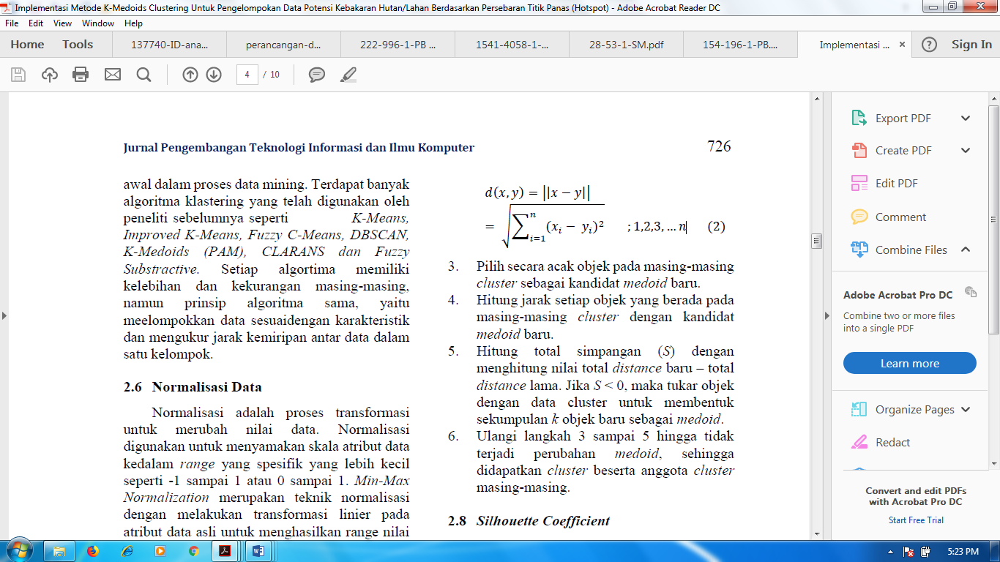 Implementasi Metode K-Medoids Clustering Untuk Pengelompokan Data Potensi Kebakaran Hutan/Lahan Berdasarkan Persebaran Titik Panas (Hotspot) - Adobe Acrobat Reader DC
File Edit View Window Help
Home Tools 137740-ID-ana... perancangan-d... 222-996-1-PB ... 1541-4058-1-... 28-53-1-SM.pdf 154-196-1-PB.... Implementasi ... × ? Sign In
4 / 10
Jurnal Pengembangan Teknologi Informasi dan Ilmu Komputer 726
awal dalam proses data mining. Terdapat banyak
algoritma klastering yang telah digunakan oleh
peneliti sebelumnya seperti K-Means,
Improved K-Means, Fuzzy C-Means, DBSCAN,
K-Medoids (PAM), CLARANS dan Fuzzy
Substractive. Setiap algortima memiliki
kelebihan dan kekurangan masing-masing,
namun prinsip algoritma sama, yaitu
meelompokkan data sesuaidengan karakteristik
dan mengukur jarak kemiripan antar data dalam
satu kelompok.
2.6 Normalisasi Data
Normalisasi adalah proses transformasi
untuk merubah nilai data. Normalisasi
digunakan untuk menyamakan skala atribut data
kedalam range yang spesifik yang lebih kecil
seperti -1 sampai 1 atau 0 sampai 1. Min-Max
Normalization merupakan teknik normalisasi
dengan melakukan transformasi linier pada
atribut data asli untuk menghasilkan range nilai
d(x, y) = ||x − y||
= √∑ⁿᵢ₌₁(xᵢ − yᵢ)² ; 1,2,3, … n| (2)
3. Pilih secara acak objek pada masing-masing
cluster sebagai kandidat medoid baru.
4. Hitung jarak setiap objek yang berada pada
masing-masing cluster dengan kandidat
medoid baru.
5. Hitung total simpangan (S) dengan
menghitung nilai total distance baru – total
distance lama. Jika S < 0, maka tukar objek
dengan data cluster untuk membentuk
sekumpulan k objek baru sebagai medoid.
6. Ulangi langkah 3 sampai 5 hingga tidak
terjadi perubahan medoid, sehingga
didapatkan cluster beserta anggota cluster
masing-masing.
2.8 Silhouette Coefficient
Export PDF
Create PDF
Edit PDF
Comment
Combine Files
Adobe Acrobat Pro DC
Combine two or more files
into a single PDF
Learn more
Organize Pages
Redact
Convert and edit PDFs
with Acrobat Pro DC
Start Free Trial
5:23 PM